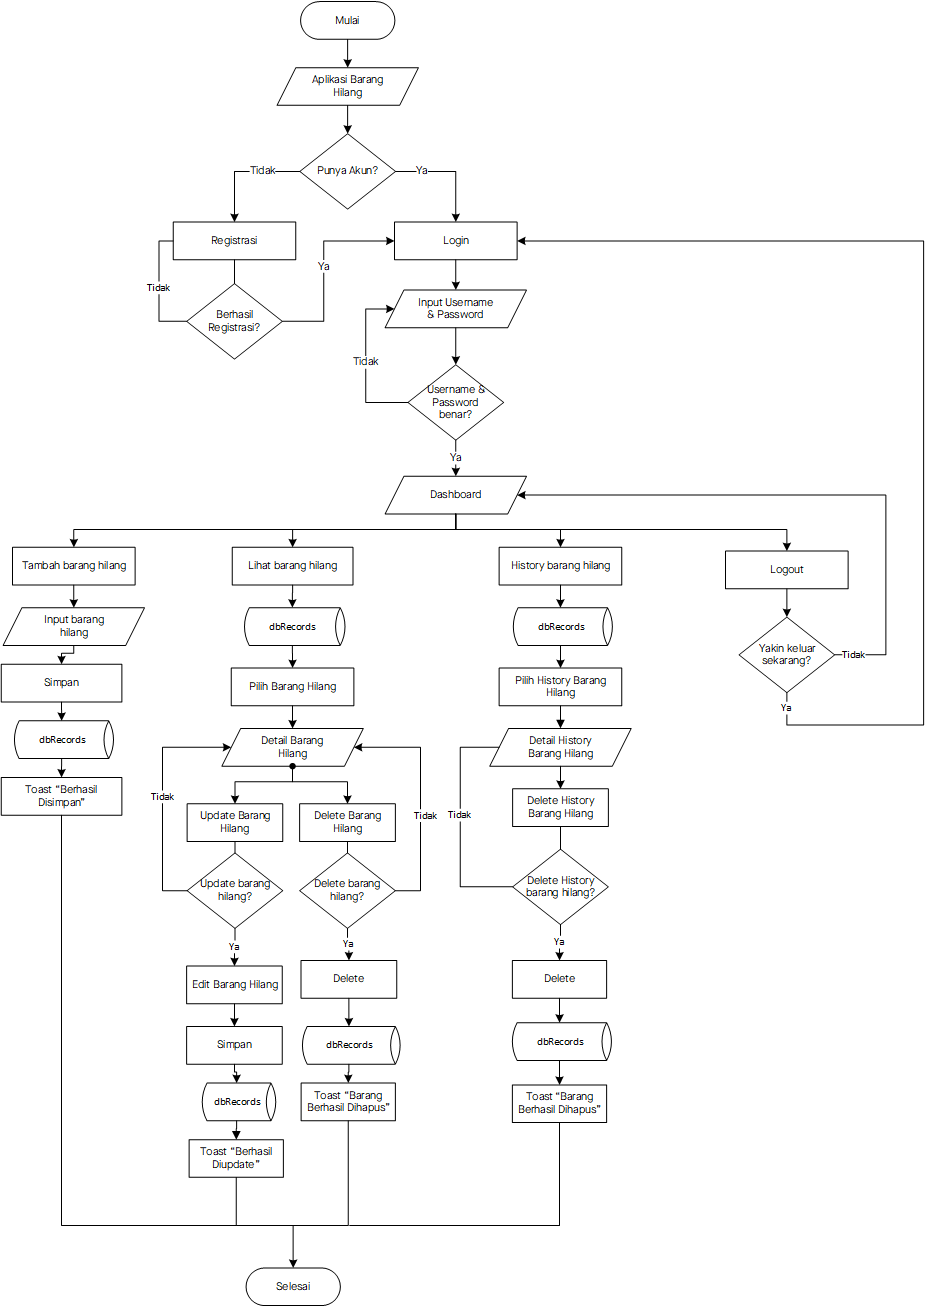 Mulai
Aplikasi Barang
Hilang
Punya Akun?
Tidak
Ya
Registrasi
Login
Ya
Tidak
Berhasil
Registrasi?
Input Username
& Password
Tidak
Username &
Password
benar?
Ya
Dashboard
Tambah barang hilang
Lihat barang hilang
History barang hilang
Logout
Input barang
hilang
dbRecords
dbRecords
Yakin keluar
sekarang?
Tidak
Ya
Simpan
Pilih Barang Hilang
Pilih History Barang
Hilang
dbRecords
Detail Barang
Hilang
Detail History
Barang Hilang
Toast “Berhasil
Disimpan”
Tidak
Update Barang
Hilang
Delete Barang
Hilang
Tidak
Tidak
Delete History
Barang Hilang
Update barang
hilang?
Delete barang
hilang?
Delete History
barang hilang?
Ya
Ya
Ya
Edit Barang Hilang
Delete
Delete
Simpan
dbRecords
dbRecords
dbRecords
Toast “Barang
Berhasil Dihapus”
Toast “Barang
Berhasil Dihapus”
Toast “Berhasil
Diupdate”
Selesai